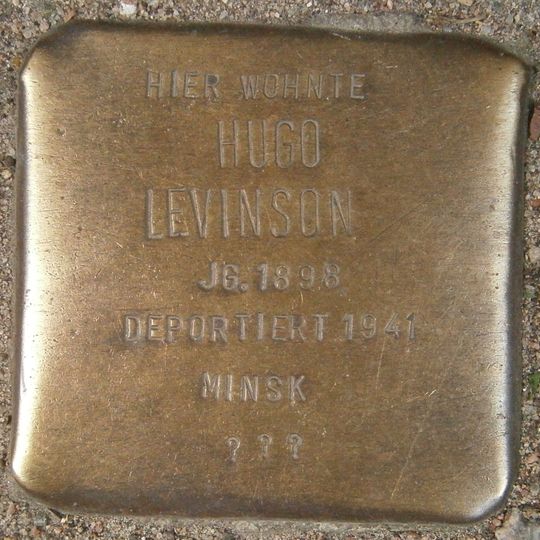 HIER WOHNTE
HUGO
LEVINSON
JG. 1898
DEPORTIERT 1941
MINSK
? ? ?